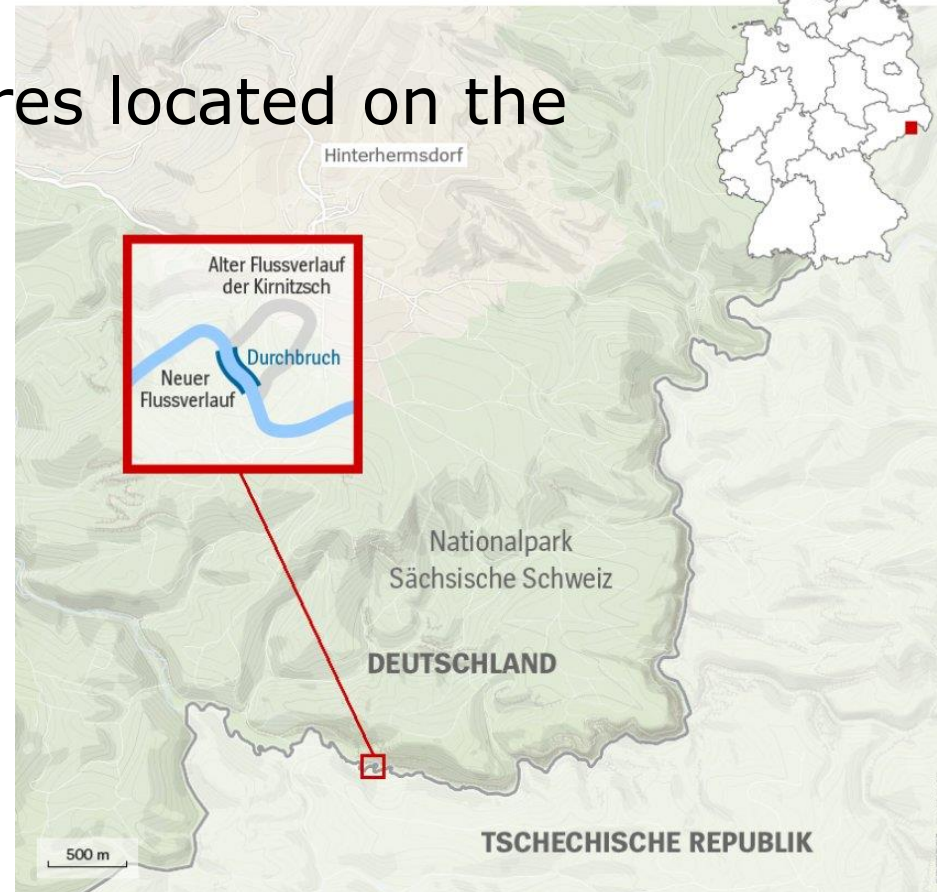 res located on the
Hinterhermsdorf
Alter Flussverlauf
der Kirnitzsch
Durchbruch
Neuer
Flussverlauf
Nationalpark
Sächsische Schweiz
DEUTSCHLAND
TSCHECHISCHE REPUBLIK
500 m